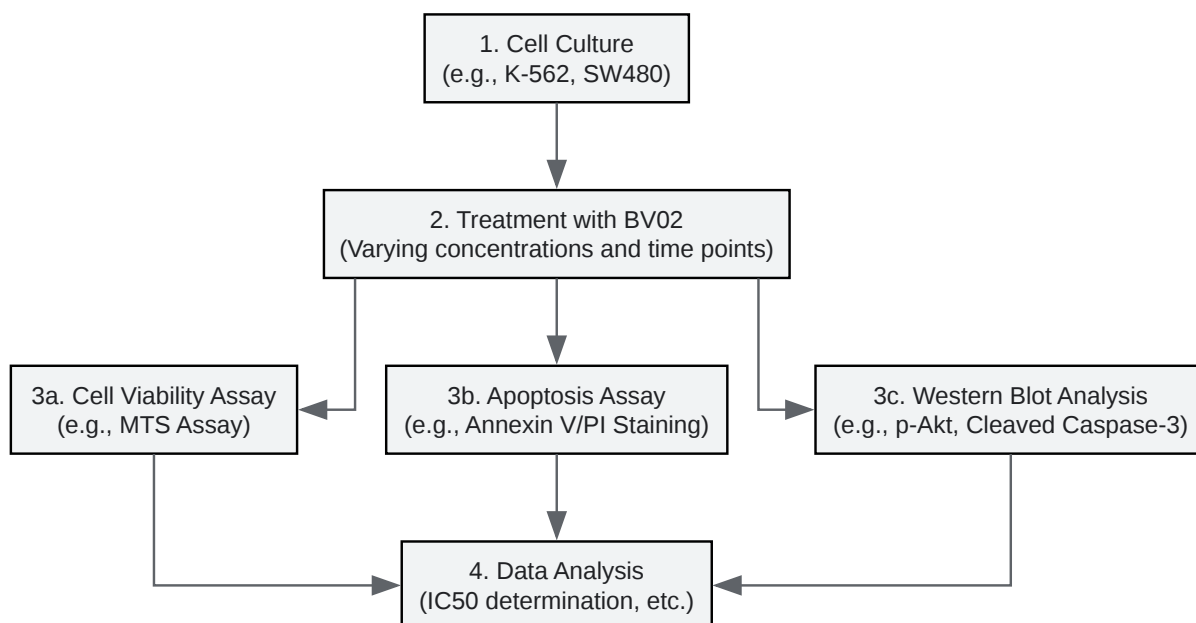 1. Cell Culture
(e.g., K-562, SW480)
2. Treatment with BV02
(Varying concentrations and time points)
3a. Cell Viability Assay
(e.g., MTS Assay)
3b. Apoptosis Assay
(e.g., Annexin V/PI Staining)
3c. Western Blot Analysis
(e.g., p-Akt, Cleaved Caspase-3)
4. Data Analysis
(IC50 determination, etc.)